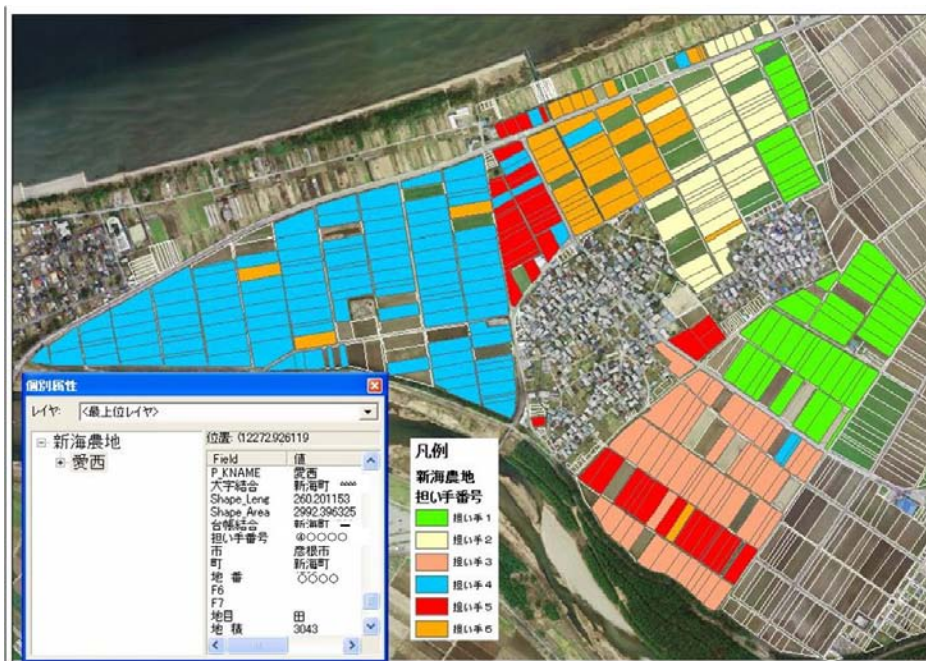 個別属性
レイヤ: <最上位レイヤ>
新海農地
愛西
位置: (12272.926119
Field 値
P_KNAME 愛西
大字結合 新海町
Shape_Leng 260.201153
Shape_Area 2992.396325
台帳結合 新海町
担い手番号 ④○○○○
市 彦根市
町 新海町
地 番 ○○○○
F6
F7
地目 田
地 積 3043
凡例
新海農地
担い手番号
担い手1
担い手2
担い手3
担い手4
担い手5
担い手6